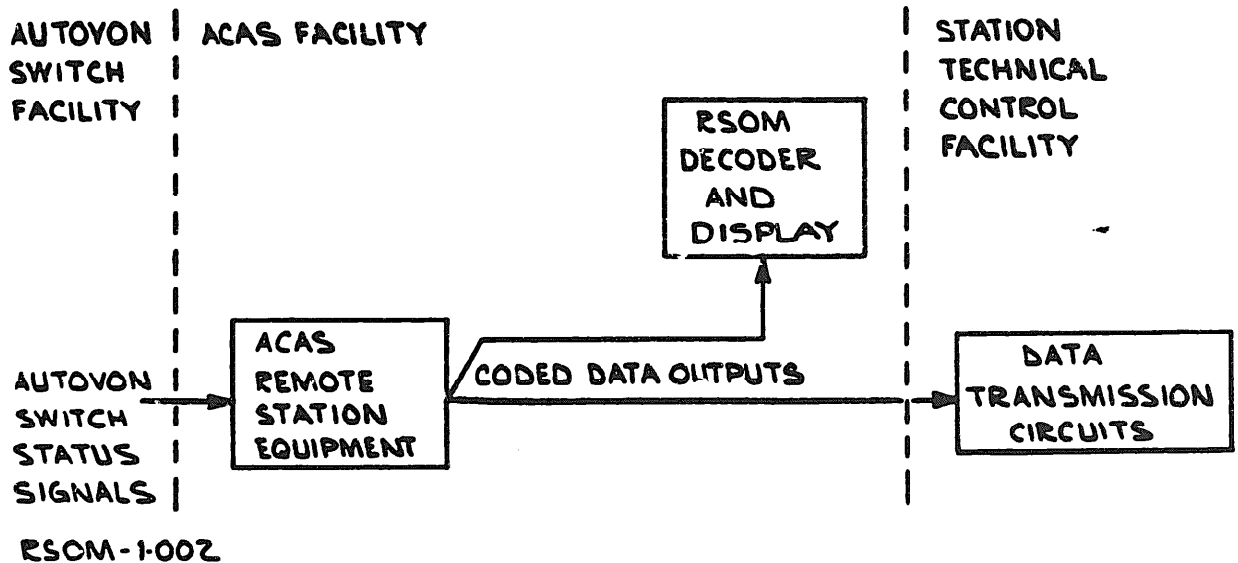 AUTOVON
SWITCH
FACILITY
ACAS FACILITY
STATION
TECHNICAL
CONTROL
FACILITY
RSOM
DECODER
AND
DISPLAY
AUTOVON
SWITCH
STATUS
SIGNALS
ACAS
REMOTE
STATION
EQUIPMENT
CODED DATA OUTPUTS
DATA
TRANSMISSION
CIRCUITS
RSOM-1-002